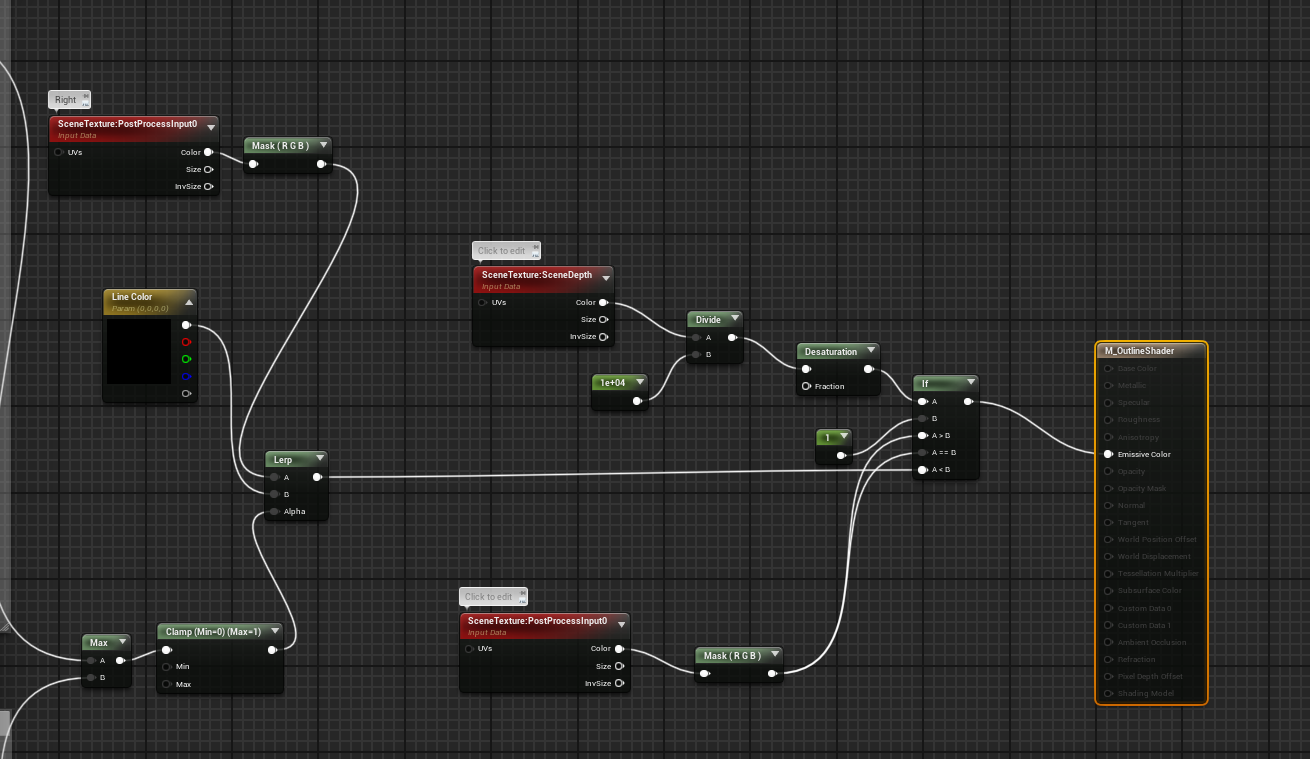 Right
SceneTexture:PostProcessInput0
Input Data
UVs
Color
Size
InvSize
Mask ( R G B )
Click to edit
SceneTexture:SceneDepth
Input Data
UVs
Color
Size
InvSize
Line Color
Param (0,0,0,0)
Divide
A
B
1e+04
Desaturation
Fraction
If
A
B
A > B
A == B
A < B
1
Lerp
A
B
Alpha
Click to edit
SceneTexture:PostProcessInput0
Input Data
UVs
Color
Size
InvSize
Mask ( R G B )
Max
A
B
Clamp (Min=0) (Max=1)
Min
Max
M_OutlineShader
Base Color
Metallic
Specular
Roughness
Anisotropy
Emissive Color
Opacity
Opacity Mask
Normal
Tangent
World Position Offset
World Displacement
Tessellation Multiplier
Subsurface Color
Custom Data 0
Custom Data 1
Ambient Occlusion
Refraction
Pixel Depth Offset
Shading Model